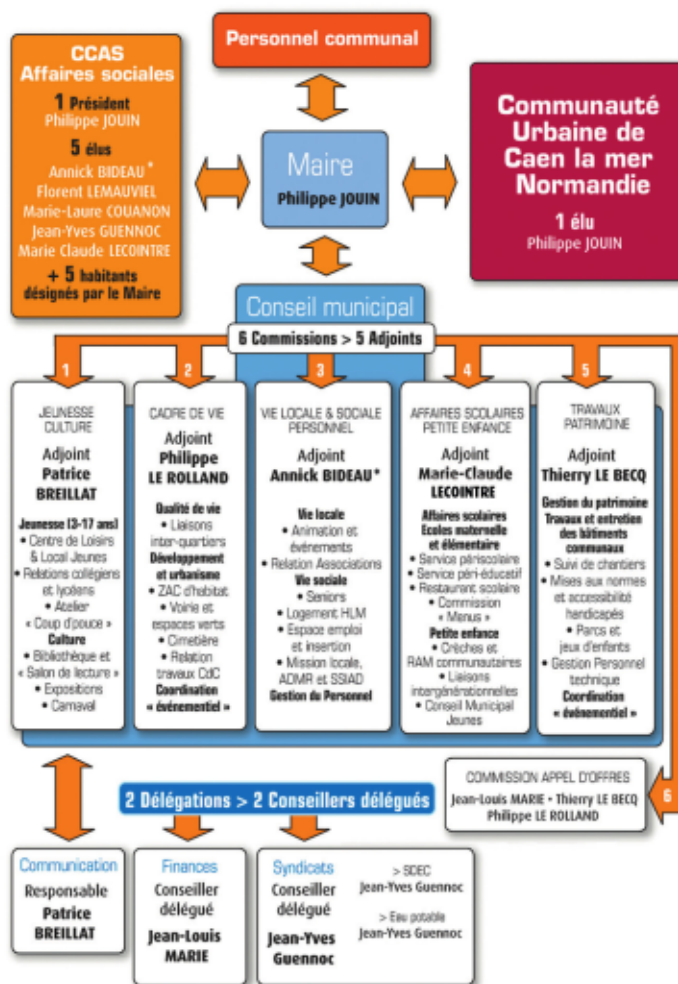 Personnel communal
CCAS
Affaires sociales
1 Président
Philippe JOUIN
5 élus
Annick BIDEAU*
Florent LEMAUVIEL
Marie-Laure COUANON
Jean-Yves GUENNOC
Marie Claude LECOINTRE
+ 5 habitants
désignés par le Maire
Maire
Philippe JOUIN
Communauté
Urbaine de
Caen la mer
Normandie
1 élu
Philippe JOUIN
Conseil municipal
6 Commissions > 5 Adjoints
1
JEUNESSE
CULTURE
Adjoint
Patrice
BREILLAT
Jeunesse (3-17 ans)
• Centre de Loisirs
& Local Jeunes
• Relations collégiens
et lycéens
• Atelier
« Coup d'pouce »
Culture
• Bibliothèque et
« Salon de lecture »
• Expositions
• Carnaval
2
CADRE DE VIE
Adjoint
Philippe
LE ROLLAND
Qualité de vie
• Liaisons
inter-quartiers
Développement
et urbanisme
• ZAC d'habitat
• Voirie et
espaces verts
• Cimetière
• Relation
travaux CdC
Coordination
« événementiel »
3
VIE LOCALE & SOCIALE
PERSONNEL
Adjoint
Annick BIDEAU*
Vie locale
• Animation et
événements
• Relation Associations
Vie sociale
• Seniors
• Logement HLM
• Espace emploi
et insertion
• Mission locale,
ADMR et SSIAD
Gestion du Personnel
4
AFFAIRES SCOLAIRES
PETITE ENFANCE
Adjoint
Marie-Claude
LECOINTRE
Affaires scolaires
Ecoles maternelle
et élémentaire
• Service périscolaire
• Service péri-éducatif
• Restaurant scolaire
• Commission
« Menus »
Petite enfance
• Crèches et
RAM communautaires
• Liaisons
intergénérationnelles
• Conseil Municipal
Jeunes
5
TRAVAUX
PATRIMOINE
Adjoint
Thierry LE BECQ
Gestion du patrimoine
Travaux et entretien
des bâtiments
communaux
• Suivi de chantiers
• Mises aux normes
et accessibilité
handicapés
• Parcs et
jeux d'enfants
• Gestion Personnel
technique
Coordination
« événementiel »
6
COMMISSION APPEL D'OFFRES
Jean-Louis MARIE • Thierry LE BECQ
Philippe LE ROLLAND
2 Délégations > 2 Conseillers délégués
Communication
Responsable
Patrice
BREILLAT
Finances
Conseiller
délégué
Jean-Louis
MARIE
Syndicats
Conseiller
délégué
Jean-Yves
Guennoc
> SDEC
Jean-Yves Guennoc
> Eau potable
Jean-Yves Guennoc